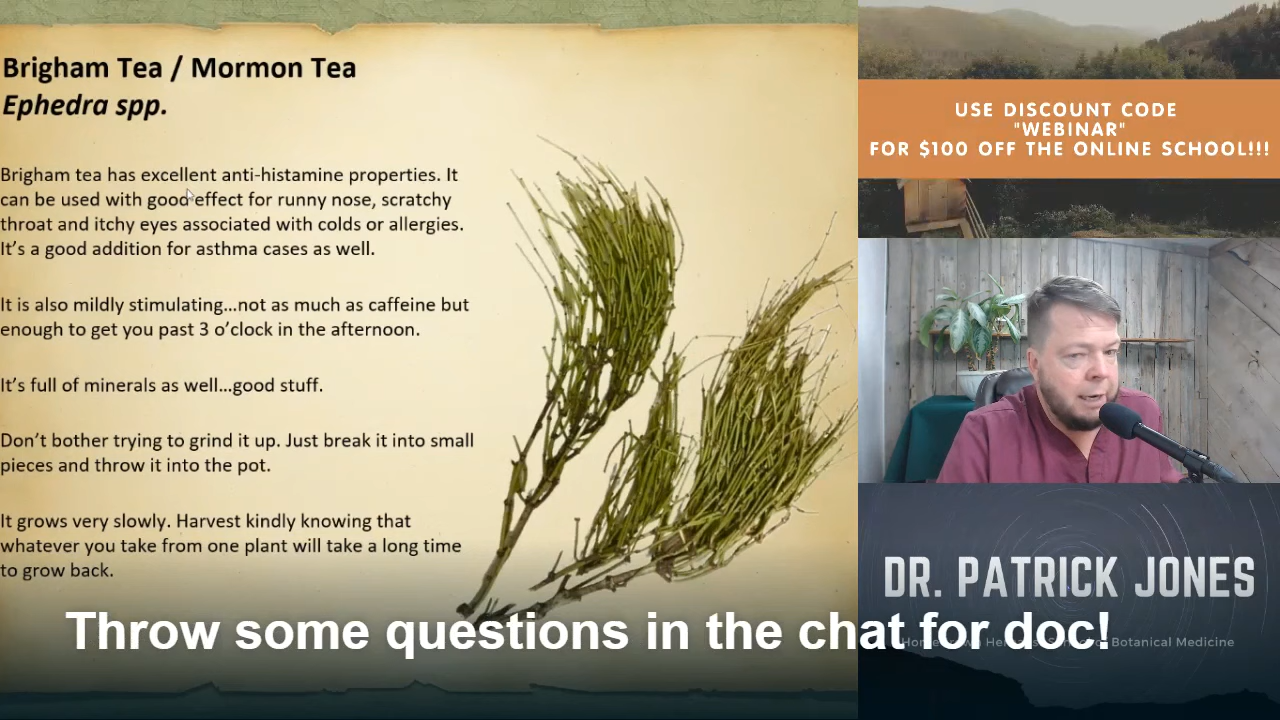 Brigham Tea / Mormon Tea
Ephedra spp.
Brigham tea has excellent anti-histamine properties. It
can be used with good effect for runny nose, scratchy
throat and itchy eyes associated with colds or allergies.
It's a good addition for asthma cases as well.
It is also mildly stimulating...not as much as caffeine but
enough to get you past 3 o'clock in the afternoon.
It's full of minerals as well...good stuff.
Don't bother trying to grind it up. Just break it into small
pieces and throw it into the pot.
It grows very slowly. Harvest kindly knowing that
whatever you take from one plant will take a long time
to grow back.
USE DISCOUNT CODE
"WEBINAR"
FOR $100 OFF THE ONLINE SCHOOL!!!
DR. PATRICK JONES
Botanical Medicine
Throw some questions in the chat for doc!